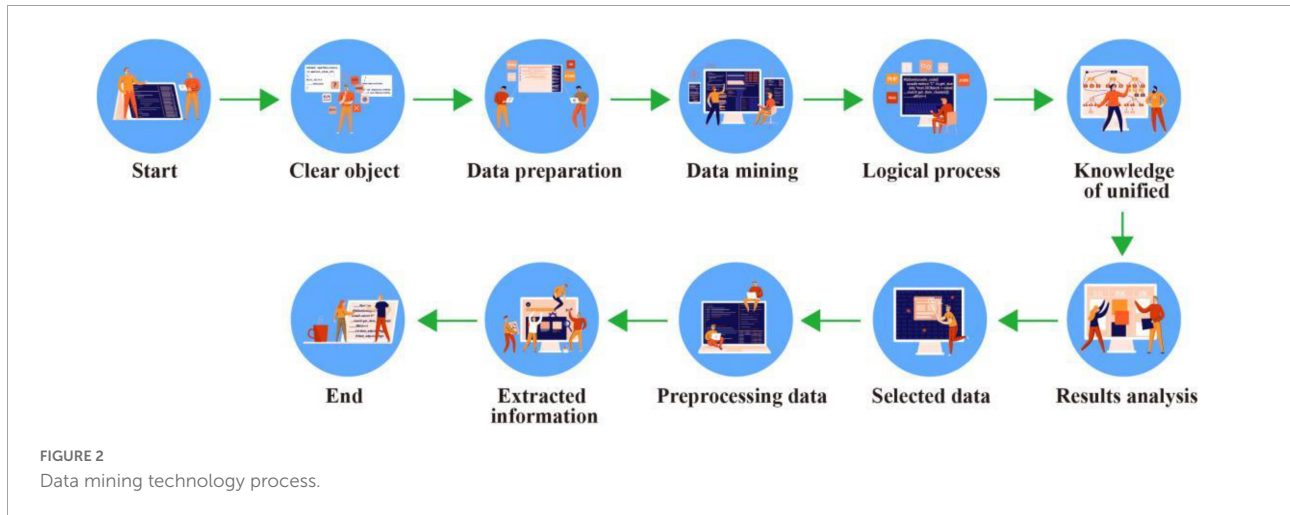 Start
Clear object
Data preparation
Data mining
Logical process
Knowledge
of unified
End
Extracted
information
Preprocessing data
Selected data
Results analysis
FIGURE 2
Data mining technology process.